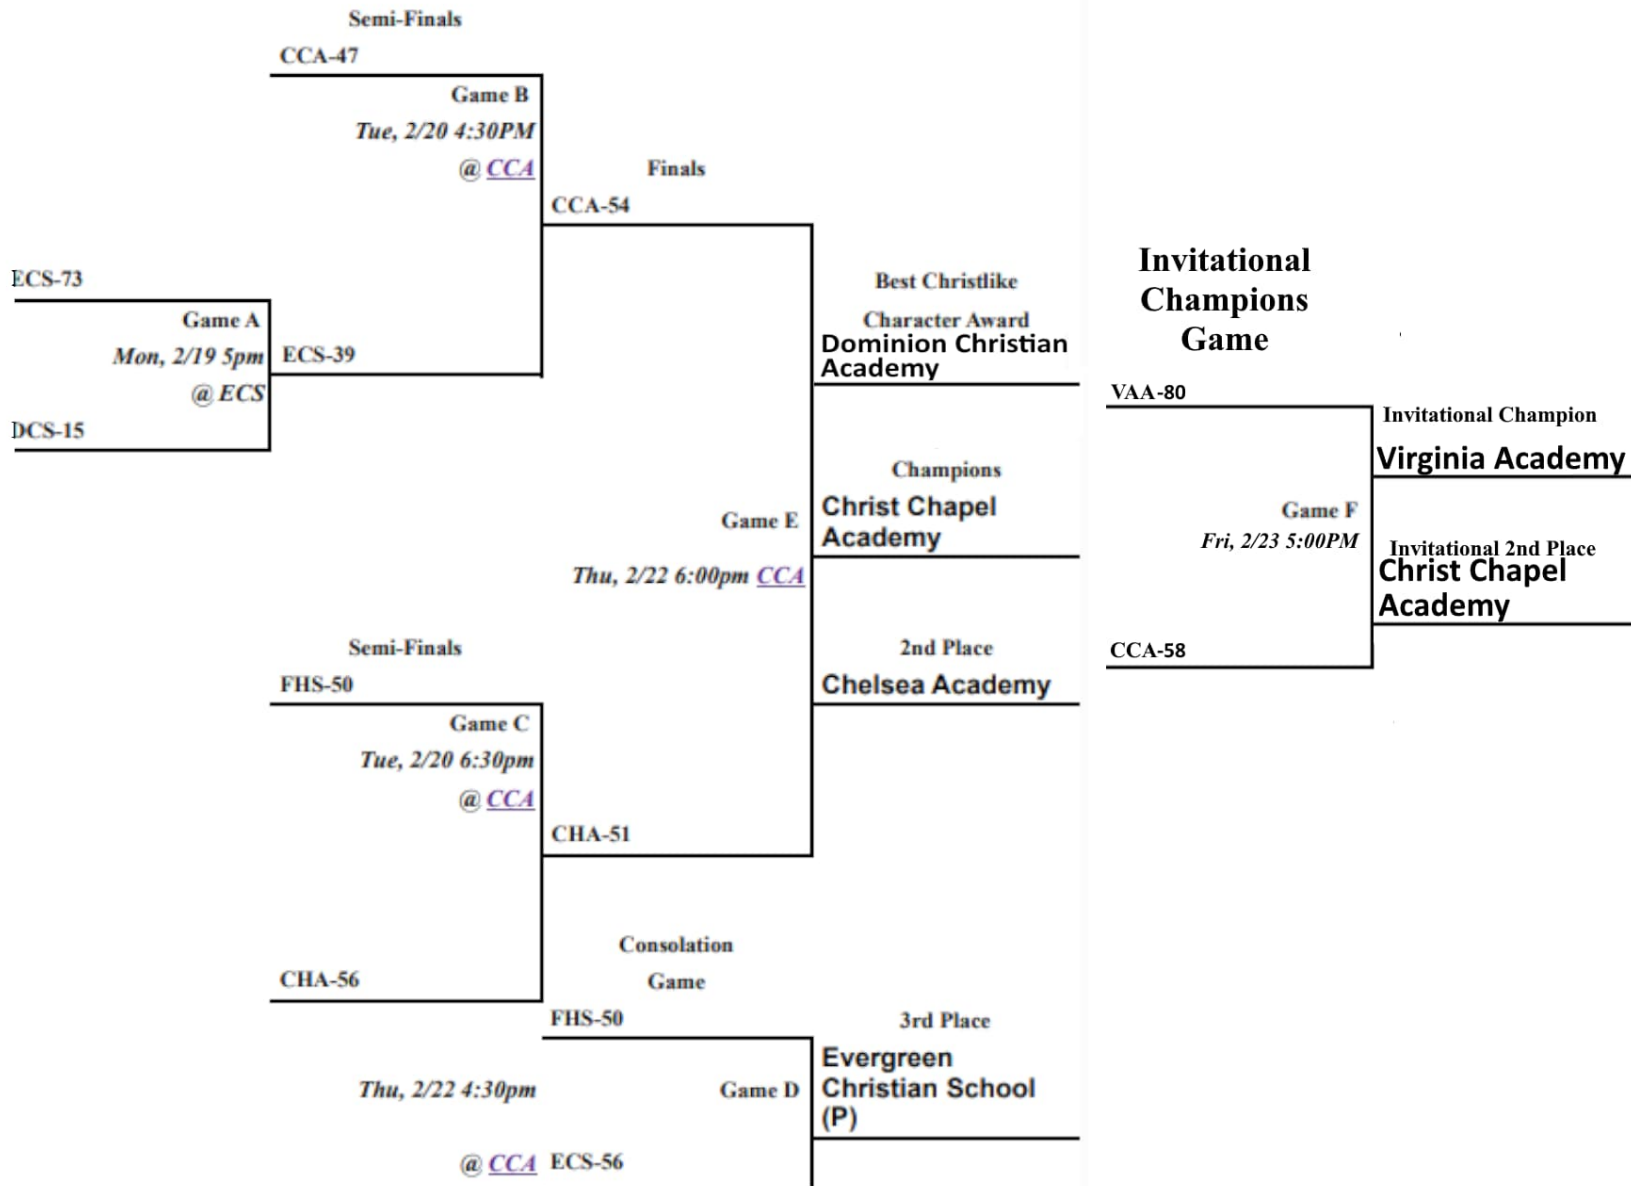 Semi-Finals
CCA-47
Game B
Tue, 2/20 4:30PM
@ CCA
Finals
CCA-54
ECS-73
Game A
Mon, 2/19 5pm
ECS-39
@ ECS
DCS-15
Best Christlike
Character Award
Dominion Christian
Academy
Champions
Christ Chapel
Academy
Game E
Thu, 2/22 6:00pm CCA
2nd Place
Chelsea Academy
Semi-Finals
FHS-50
Game C
Tue, 2/20 6:30pm
@ CCA
CHA-51
CHA-56
Consolation
Game
FHS-50
3rd Place
Evergreen
Christian School
(P)
Thu, 2/22 4:30pm
Game D
@ CCA
ECS-56
Invitational
Champions
Game
VAA-80
Invitational Champion
Virginia Academy
Game F
Fri, 2/23 5:00PM
Invitational 2nd Place
Christ Chapel
Academy
CCA-58